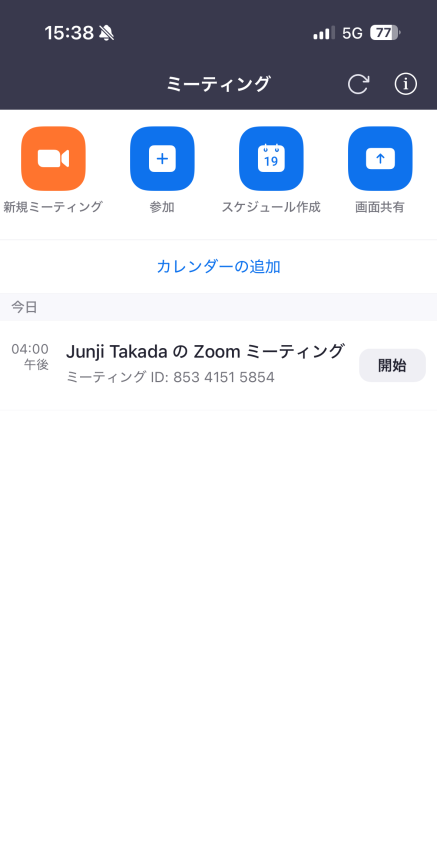 15:38
5G
77
ミーティング
19
新規ミーティング
参加
スケジュール作成
画面共有
カレンダーの追加
今日
04:00
午後
Junji Takada の Zoom ミーティング
ミーティング ID: 853 4151 5854
開始